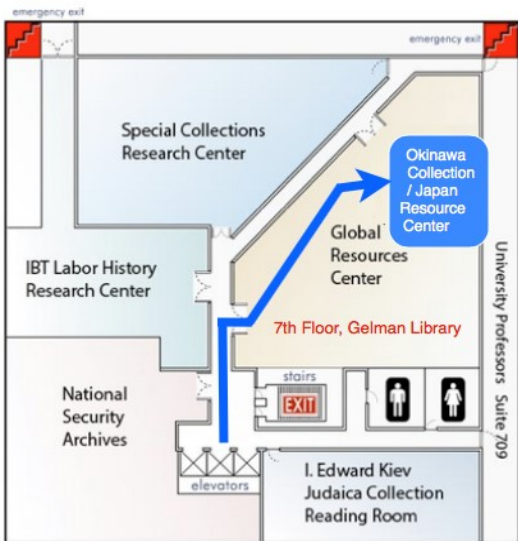 emergency exit
emergency exit
Special Collections
Research Center
Okinawa
Collection
/ Japan
Resource
Center
Global
Resources
Center
IBT Labor History
Research Center
7th Floor, Gelman Library
University Professors Suite 709
stairs
EXIT
National
Security
Archives
elevators
I. Edward Kiev
Judaica Collection
Reading Room